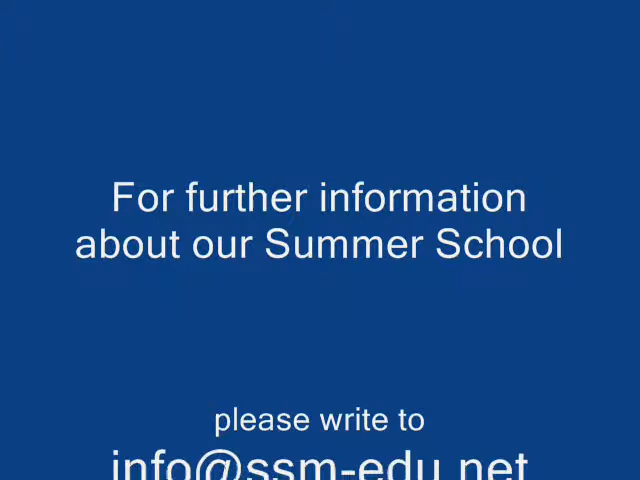 For further information
about our Summer School
please write to
info@ssm-edu.net